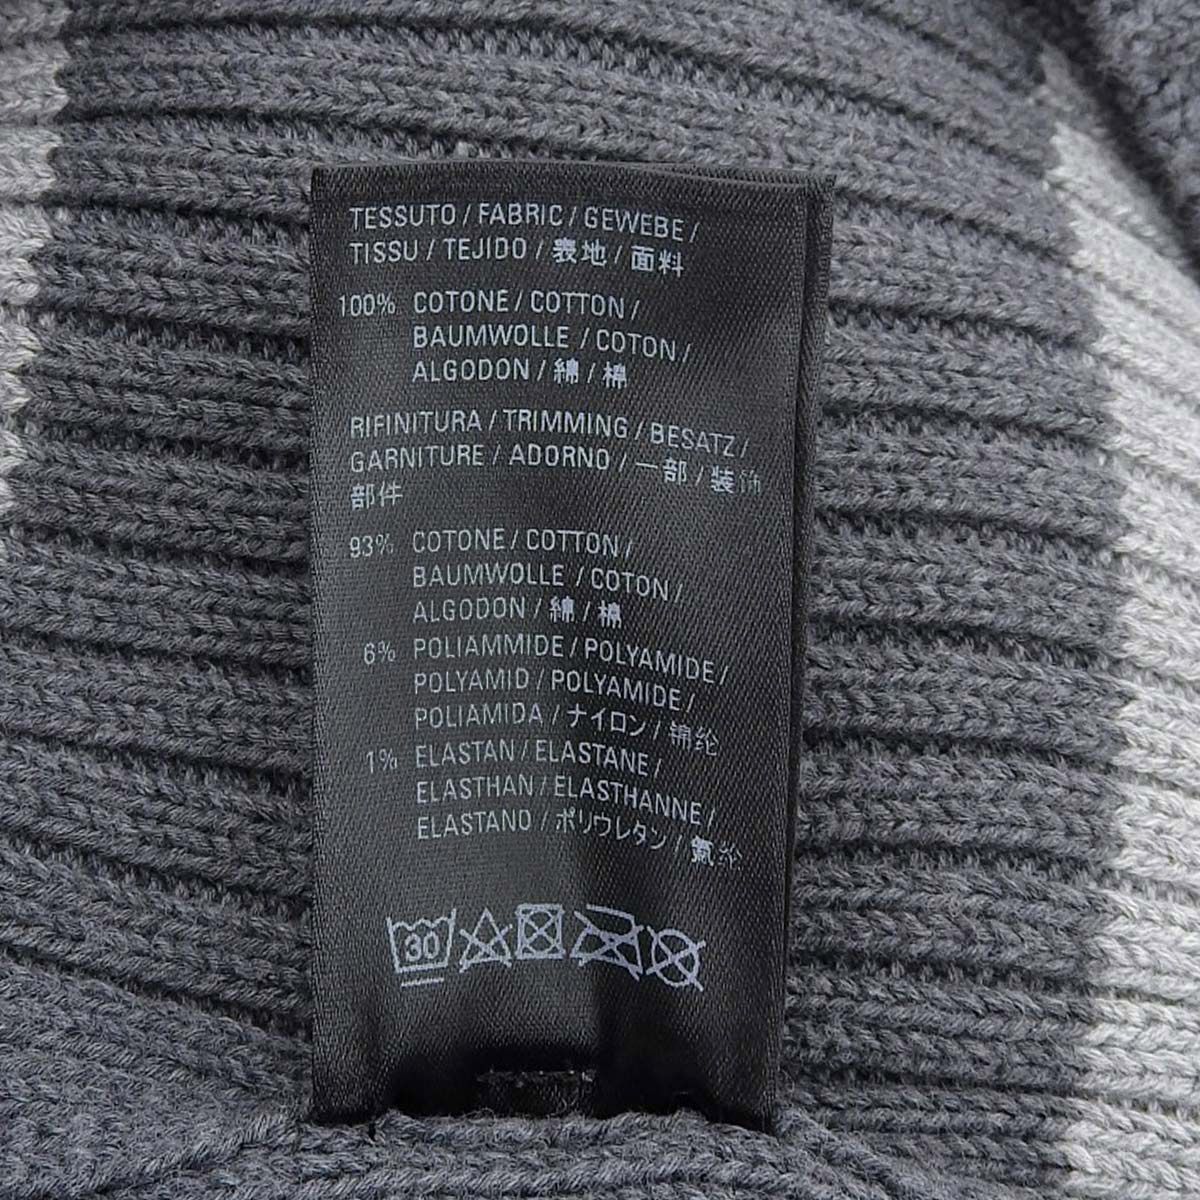 TESSUTO / FABRIC / GEWEBE /
TISSU / TEJIDO / 表地 / 面料
100% COTONE / COTTON /
BAUMWOLLE / COTON /
ALGODON / 綿 / 棉
RIFINITURA / TRIMMING / BESATZ /
GARNITURE / ADORNO / 一部 / 装饰
部件
93% COTONE / COTTON /
BAUMWOLLE / COTON /
ALGODON / 綿 / 棉
6% POLIAMMIDE / POLYAMIDE /
POLYAMID / POLYAMIDE /
POLIAMIDA / ナイロン / 锦纶
1% ELASTAN / ELASTANE /
ELASTHAN / ELASTHANNE /
ELASTANO / ポリウレタン / 氨纶
30